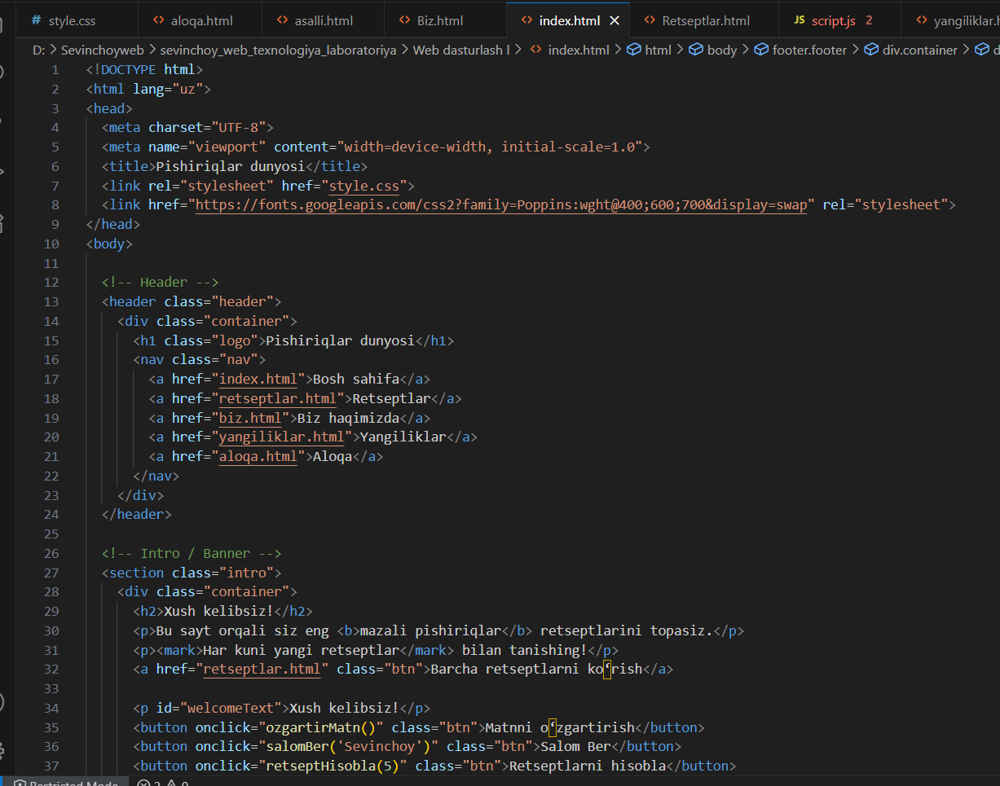 # style.css <> aloqa.html <> asalli.html <> Biz.html <> index.html × <> Retseptlar.html JS script.js 2 <> yangiliklar.h
D: > Sevinchoyweb > sevinchoy_web_texnologiya_laboratoriya > Web dasturlash I > <> index.html > html > body > footer.footer > div.container > d
1 <!DOCTYPE html>
2 <html lang="uz">
3 <head>
4 <meta charset="UTF-8">
5 <meta name="viewport" content="width=device-width, initial-scale=1.0">
6 <title>Pishiriqlar dunyosi</title>
7 <link rel="stylesheet" href="style.css">
8 <link href="https://fonts.googleapis.com/css2?family=Poppins:wght@400;600;700&display=swap" rel="stylesheet">
9 </head>
10 <body>
11
12 <!-- Header -->
13 <header class="header">
14 <div class="container">
15 <h1 class="logo">Pishiriqlar dunyosi</h1>
16 <nav class="nav">
17 <a href="index.html">Bosh sahifa</a>
18 <a href="retseptlar.html">Retseptlar</a>
19 <a href="biz.html">Biz haqimizda</a>
20 <a href="yangiliklar.html">Yangiliklar</a>
21 <a href="aloqa.html">Aloqa</a>
22 </nav>
23 </div>
24 </header>
25
26 <!-- Intro / Banner -->
27 <section class="intro">
28 <div class="container">
29 <h2>Xush kelibsiz!</h2>
30 <p>Bu sayt orqali siz eng <b>mazali pishiriqlar</b> retseptlarini topasiz.</p>
31 <p><mark>Har kuni yangi retseptlar</mark> bilan tanishing!</p>
32 <a href="retseptlar.html" class="btn">Barcha retseptlarni ko‘rish</a>
33
34 <p id="welcomeText">Xush kelibsiz!</p>
35 <button onclick="ozgartirMatn()" class="btn">Matnni o‘zgartirish</button>
36 <button onclick="salomBer('Sevinchoy')" class="btn">Salom Ber</button>
37 <button onclick="retseptHisobla(5)" class="btn">Retseptlarni hisobla</button>
Restricted Mode 2 0